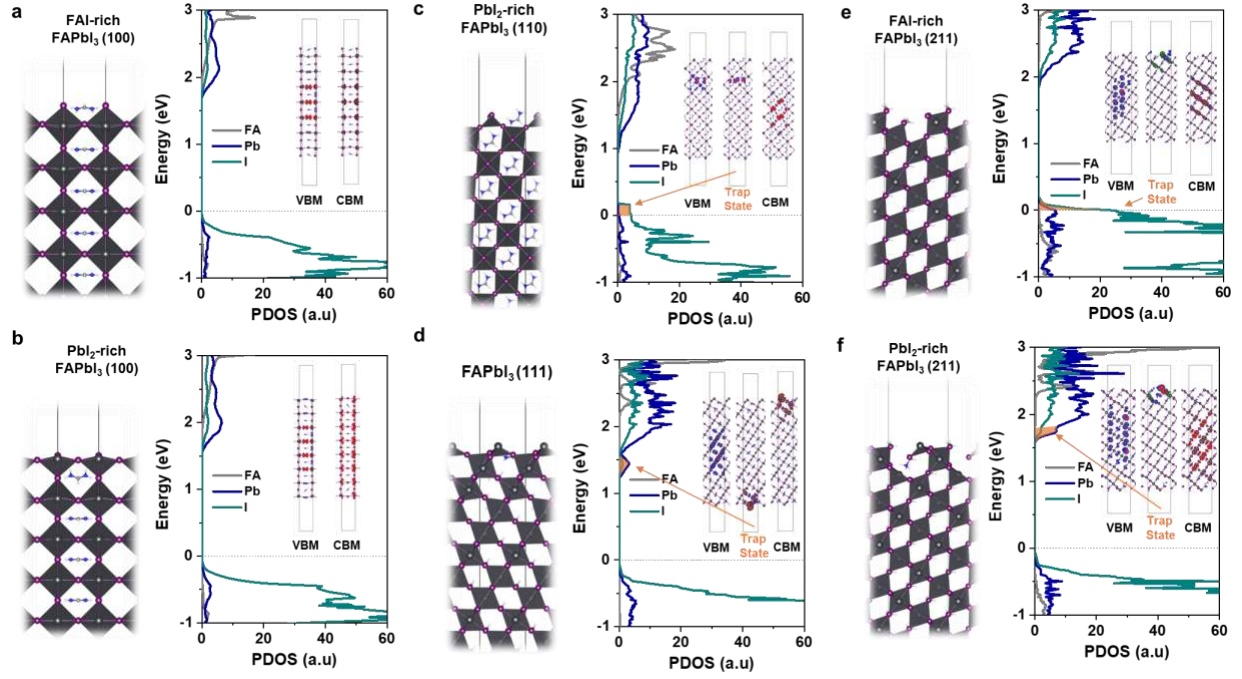 a
FAI-rich
FAPbI3 (100)
3
2
1
0
-1
Energy (eV)
FA
Pb
I
VBM CBM
0 20 40 60
PDOS (a.u)
c
PbI2-rich
FAPbI3 (110)
3
2
1
0
-1
Energy (eV)
FA
Pb
I
VBM
Trap
State
CBM
0 20 40 60
PDOS (a.u)
e
FAI-rich
FAPbI3 (211)
3
2
1
0
-1
Energy (eV)
FA
Pb
I
VBM
Trap
State
CBM
0 20 40 60
PDOS (a.u)
b
PbI2-rich
FAPbI3 (100)
3
2
1
0
-1
Energy (eV)
FA
Pb
I
VBM CBM
0 20 40 60
PDOS (a.u)
d
FAPbI3 (111)
3
2
1
0
-1
Energy (eV)
FA
Pb
I
VBM
Trap
State
CBM
0 20 40 60
PDOS (a.u)
f
PbI2-rich
FAPbI3 (211)
3
2
1
0
-1
Energy (eV)
FA
Pb
I
VBM
Trap
State
CBM
0 20 40 60
PDOS (a.u)